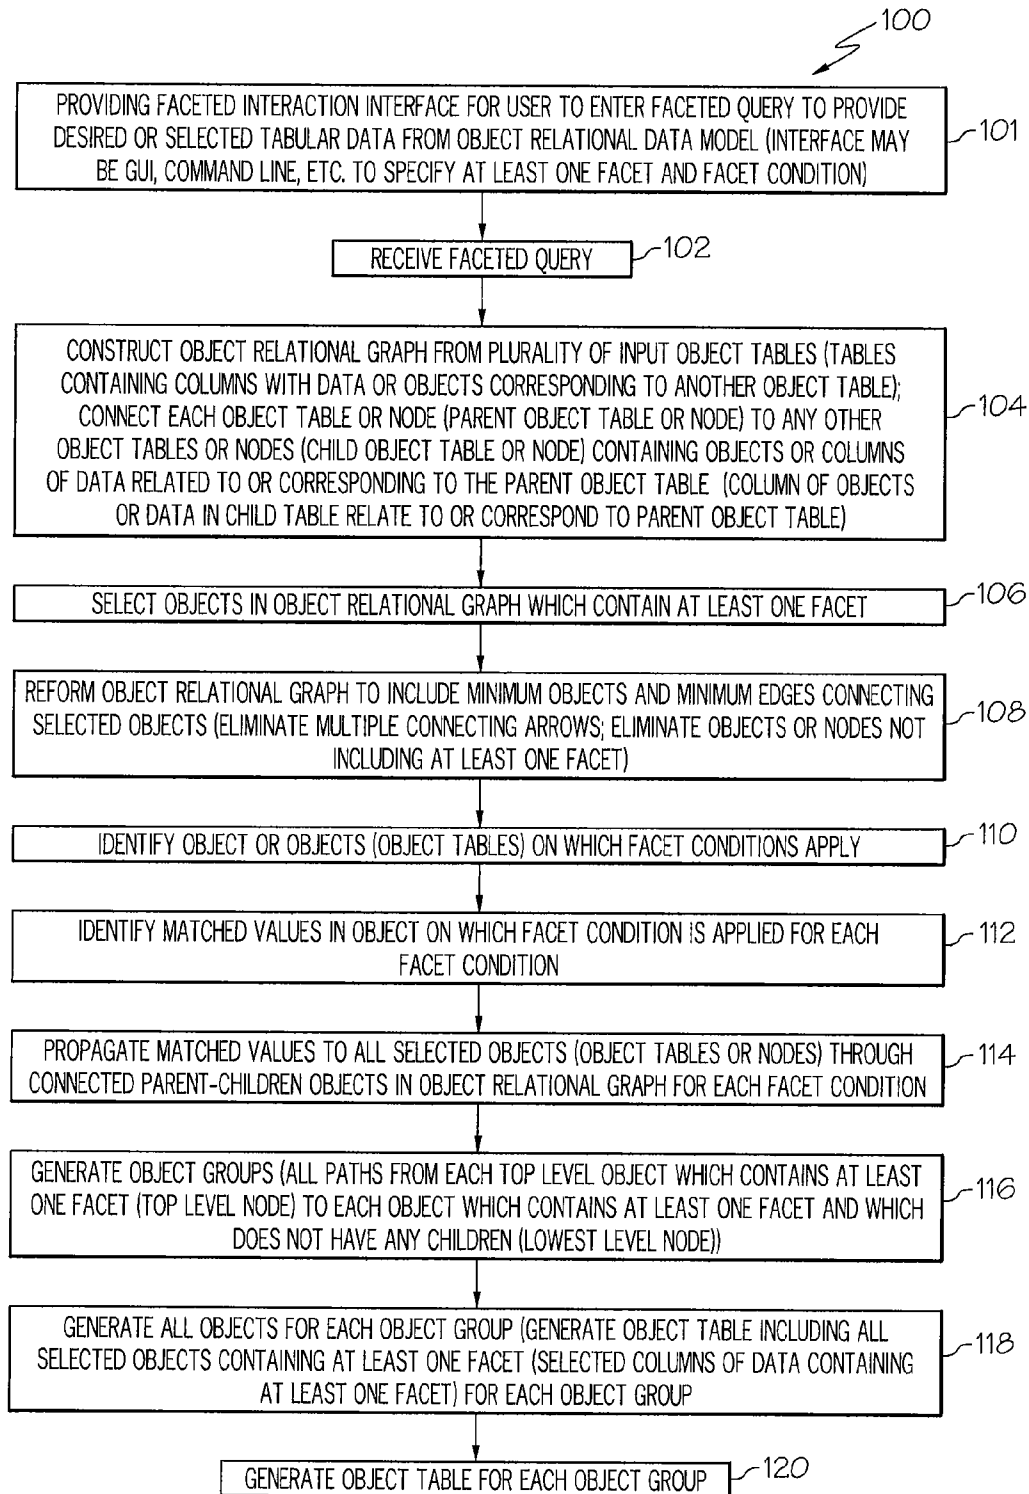 100
PROVIDING FACETED INTERACTION INTERFACE FOR USER TO ENTER FACETED QUERY TO PROVIDE
DESIRED OR SELECTED TABULAR DATA FROM OBJECT RELATIONAL DATA MODEL (INTERFACE MAY
BE GUI, COMMAND LINE, ETC. TO SPECIFY AT LEAST ONE FACET AND FACET CONDITION)
101
RECEIVE FACETED QUERY
102
CONSTRUCT OBJECT RELATIONAL GRAPH FROM PLURALITY OF INPUT OBJECT TABLES (TABLES
CONTAINING COLUMNS WITH DATA OR OBJECTS CORRESPONDING TO ANOTHER OBJECT TABLE);
CONNECT EACH OBJECT TABLE OR NODE (PARENT OBJECT TABLE OR NODE) TO ANY OTHER
OBJECT TABLES OR NODES (CHILD OBJECT TABLE OR NODE) CONTAINING OBJECTS OR COLUMNS
OF DATA RELATED TO OR CORRESPONDING TO THE PARENT OBJECT TABLE (COLUMN OF OBJECTS
OR DATA IN CHILD TABLE RELATE TO OR CORRESPOND TO PARENT OBJECT TABLE)
104
SELECT OBJECTS IN OBJECT RELATIONAL GRAPH WHICH CONTAIN AT LEAST ONE FACET
106
REFORM OBJECT RELATIONAL GRAPH TO INCLUDE MINIMUM OBJECTS AND MINIMUM EDGES CONNECTING
SELECTED OBJECTS (ELIMINATE MULTIPLE CONNECTING ARROWS; ELIMINATE OBJECTS OR NODES NOT
INCLUDING AT LEAST ONE FACET)
108
IDENTIFY OBJECT OR OBJECTS (OBJECT TABLES) ON WHICH FACET CONDITIONS APPLY
110
IDENTIFY MATCHED VALUES IN OBJECT ON WHICH FACET CONDITION IS APPLIED FOR EACH
FACET CONDITION
112
PROPAGATE MATCHED VALUES TO ALL SELECTED OBJECTS (OBJECT TABLES OR NODES) THROUGH
CONNECTED PARENT-CHILDREN OBJECTS IN OBJECT RELATIONAL GRAPH FOR EACH FACET CONDITION
114
GENERATE OBJECT GROUPS (ALL PATHS FROM EACH TOP LEVEL OBJECT WHICH CONTAINS AT LEAST
ONE FACET (TOP LEVEL NODE) TO EACH OBJECT WHICH CONTAINS AT LEAST ONE FACET AND WHICH
DOES NOT HAVE ANY CHILDREN (LOWEST LEVEL NODE))
116
GENERATE ALL OBJECTS FOR EACH OBJECT GROUP (GENERATE OBJECT TABLE INCLUDING ALL
SELECTED OBJECTS CONTAINING AT LEAST ONE FACET (SELECTED COLUMNS OF DATA CONTAINING
AT LEAST ONE FACET) FOR EACH OBJECT GROUP
118
GENERATE OBJECT TABLE FOR EACH OBJECT GROUP
120